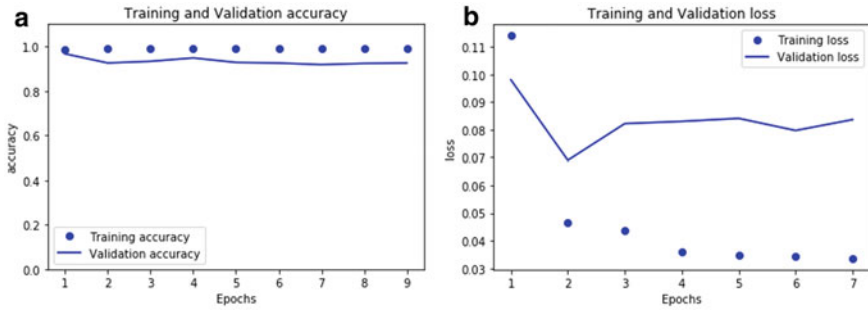 a
Training and Validation accuracy
1.0
0.8
0.6
0.4
0.2
0.0
accuracy
Training accuracy
Validation accuracy
1 2 3 4 5 6 7 8 9
Epochs
b
Training and Validation loss
0.11
0.10
0.09
0.08
0.07
0.06
0.05
0.04
0.03
loss
Training loss
Validation loss
1 2 3 4 5 6 7
Epochs